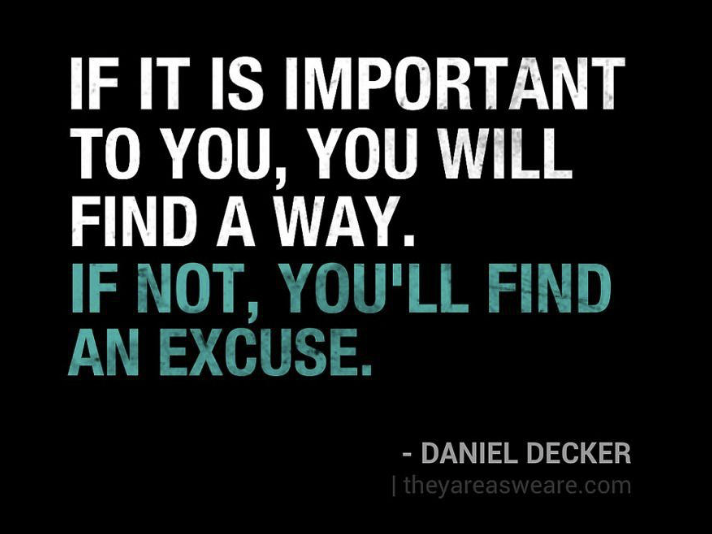 IF IT IS IMPORTANT
TO YOU, YOU WILL
FIND A WAY.
IF NOT, YOU'LL FIND
AN EXCUSE.
- DANIEL DECKER
| theyareasweare.com